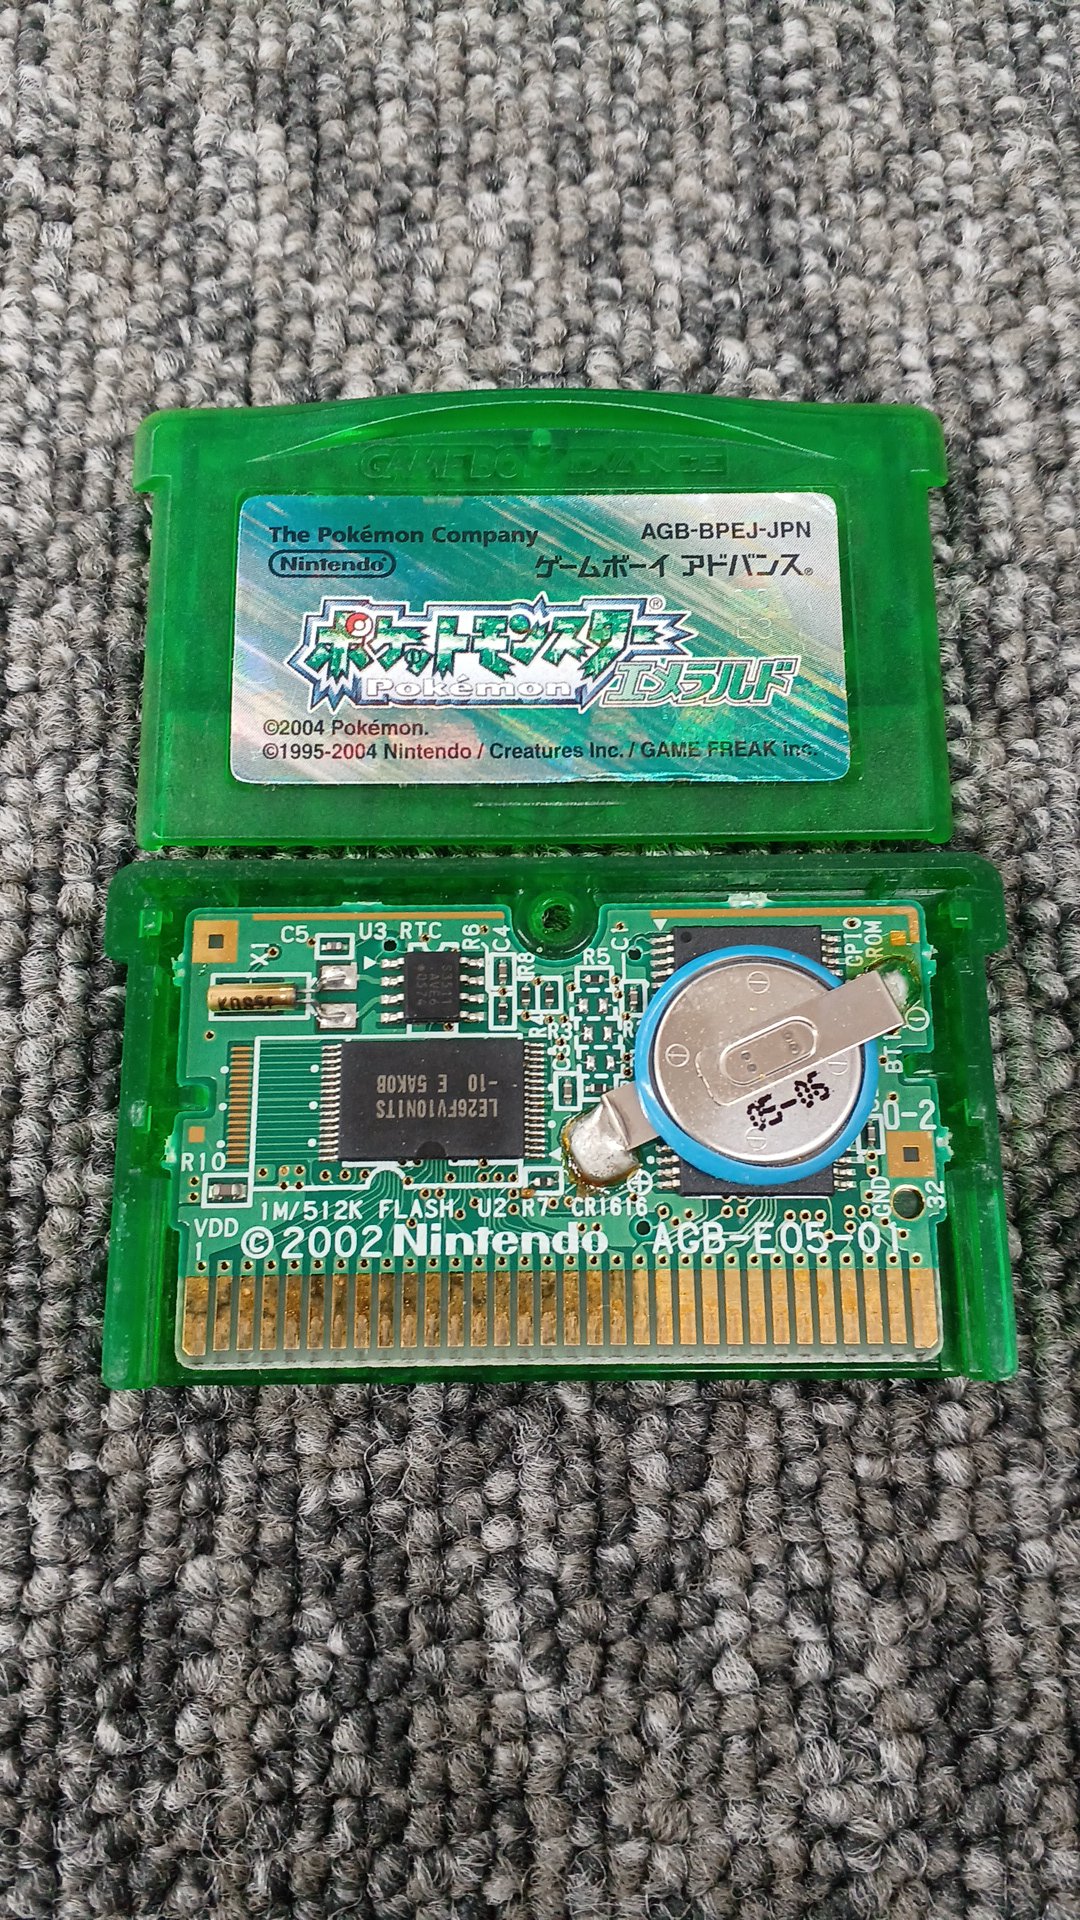 GAME BOY ADVANCE
The Pokémon Company
AGB-BPEJ-JPN
Nintendo®
ゲームボーイ アドバンス®
ポケットモンスター®
Pokémon
エメラルド
©2004 Pokémon.
©1995-2004 Nintendo / Creatures Inc. / GAME FREAK inc.
C5
U3 RTC
R6
C4
R8
R5
X1
R4
R3
ROM
LE26FV10N1TS
-10 E 5AK0B
R10
1M/512K FLASH
U2
R7
CR1616
GND
32
VDD
1
©2002 Nintendo
AGB-E05-01